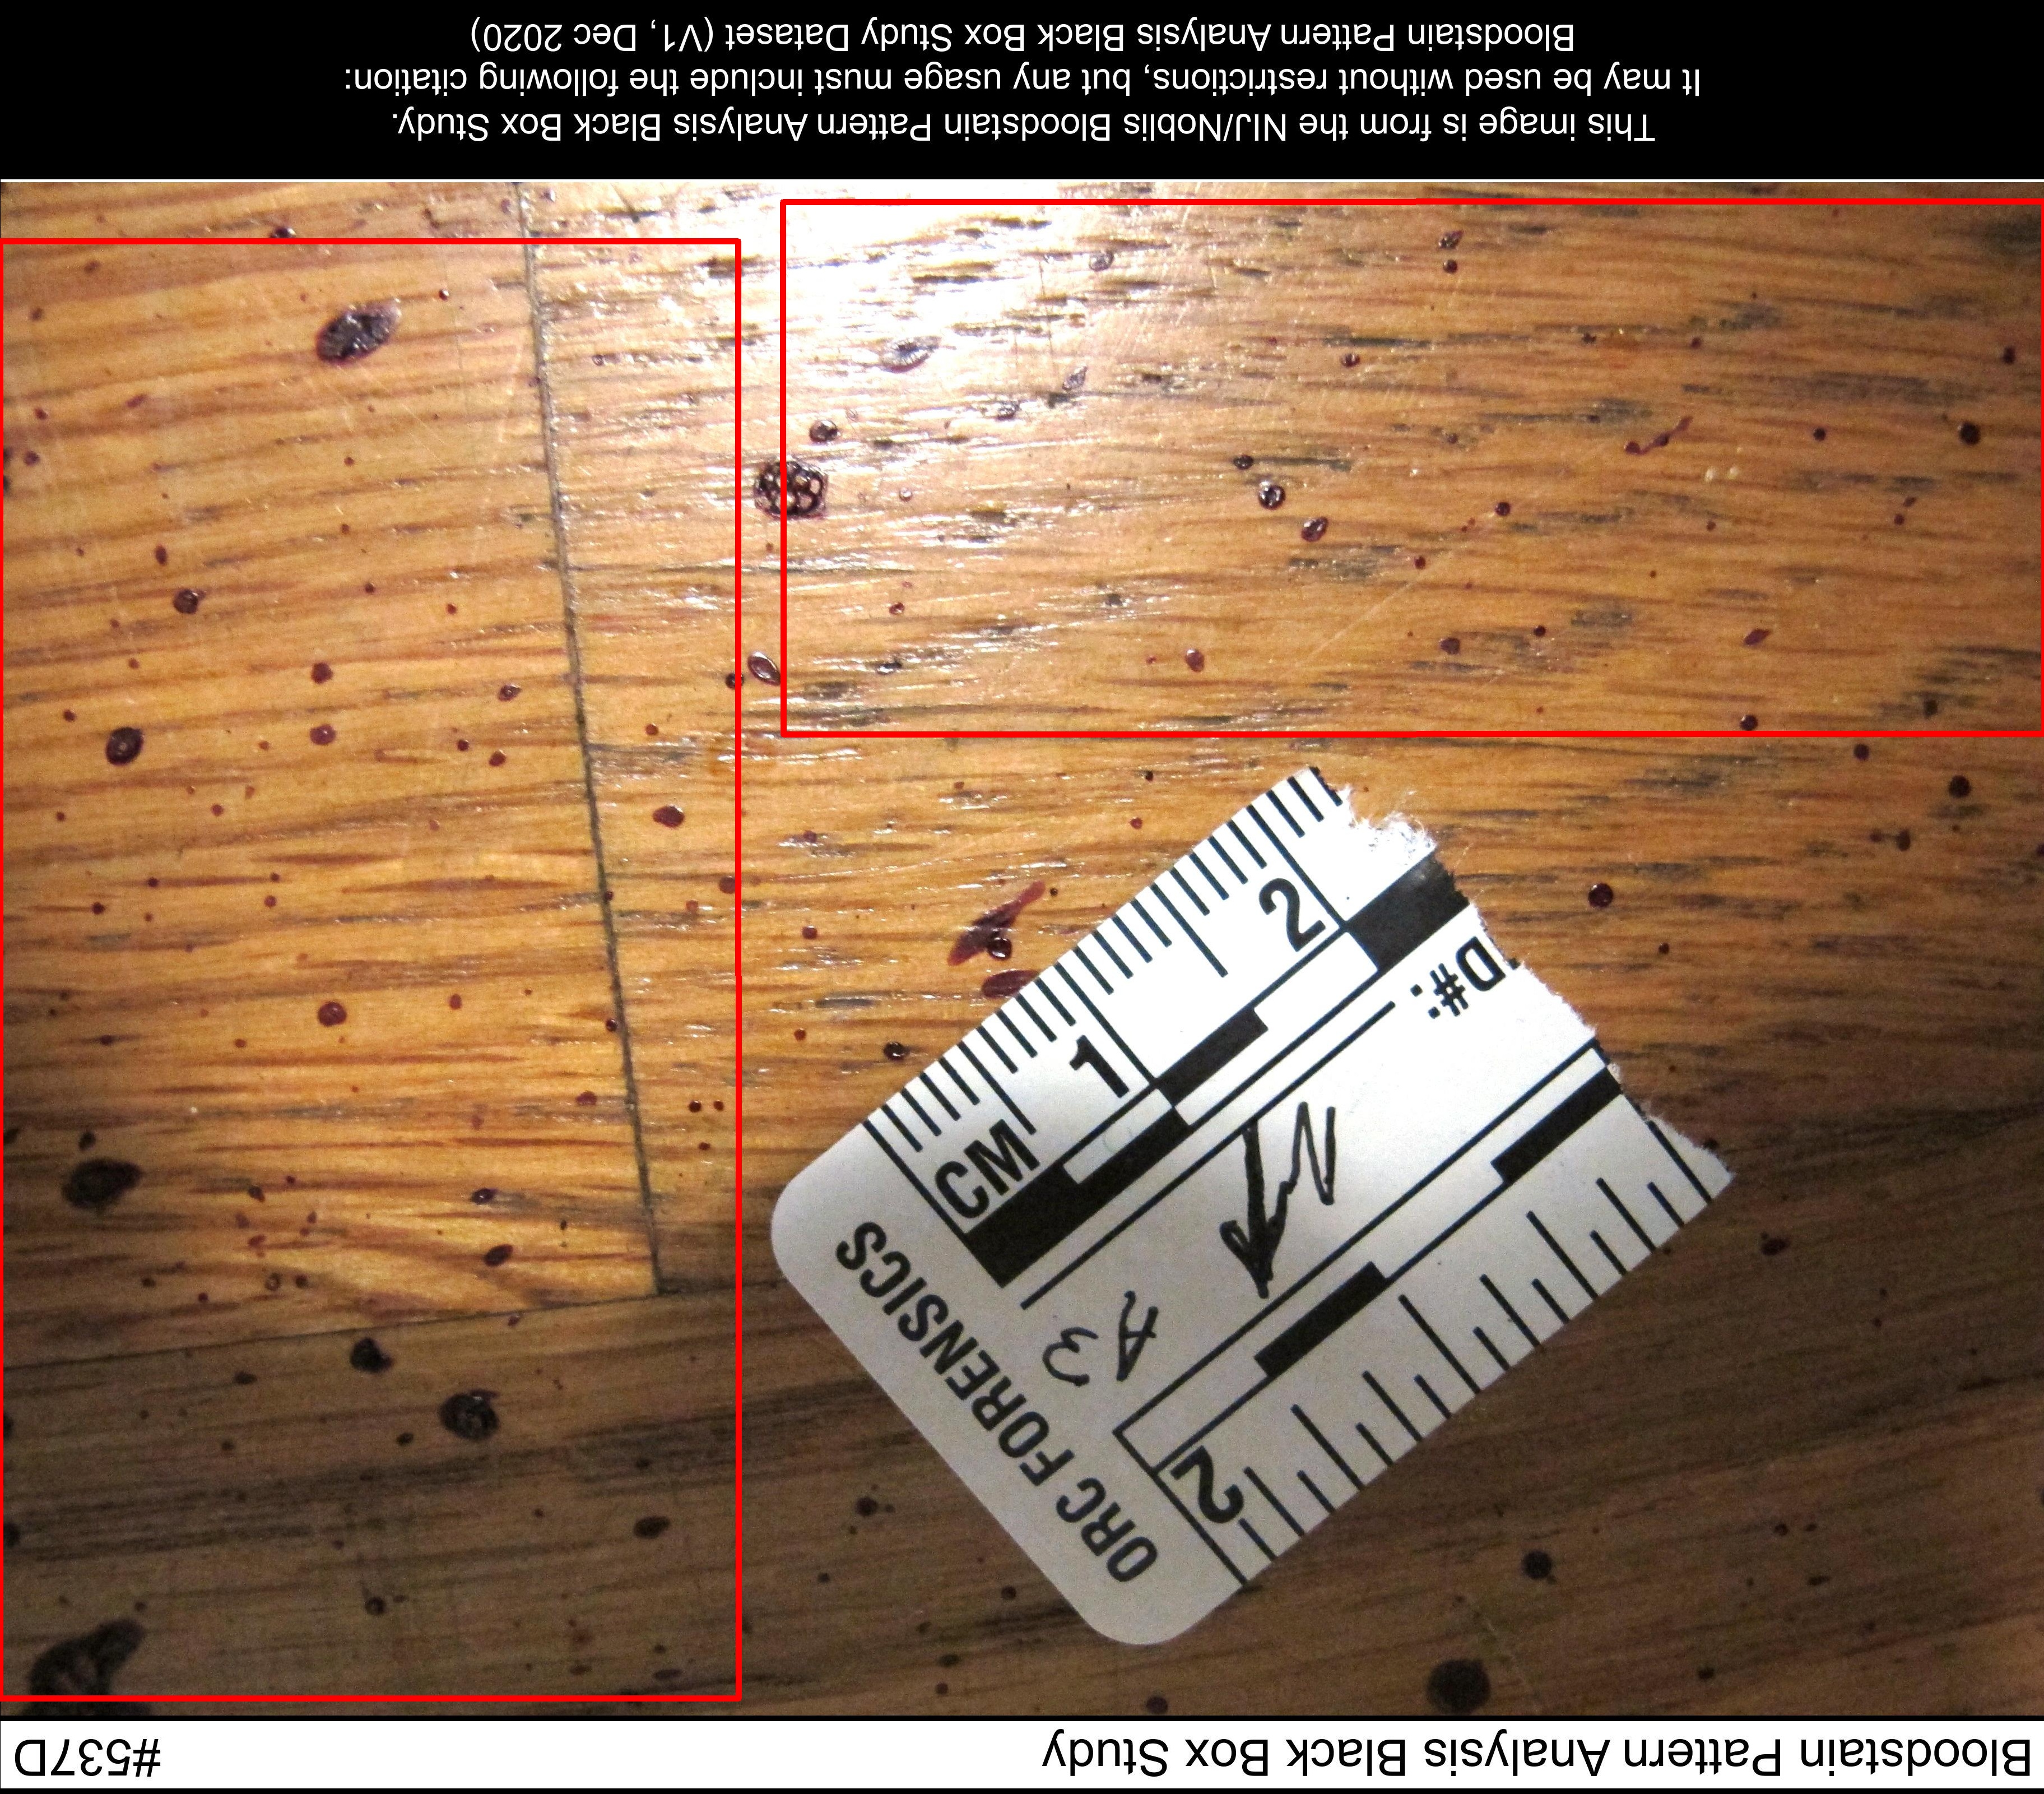 Bloodstain Pattern Analysis Black Box Study
#537D
ORC FORENSICS
CM
1
2
ID#:
A3
2
This image is from the NIJ/Noblis Bloodstain Pattern Analysis Black Box Study.
It may be used without restrictions, but any usage must include the following citation:
Bloodstain Pattern Analysis Black Box Study Dataset (V1, Dec 2020)